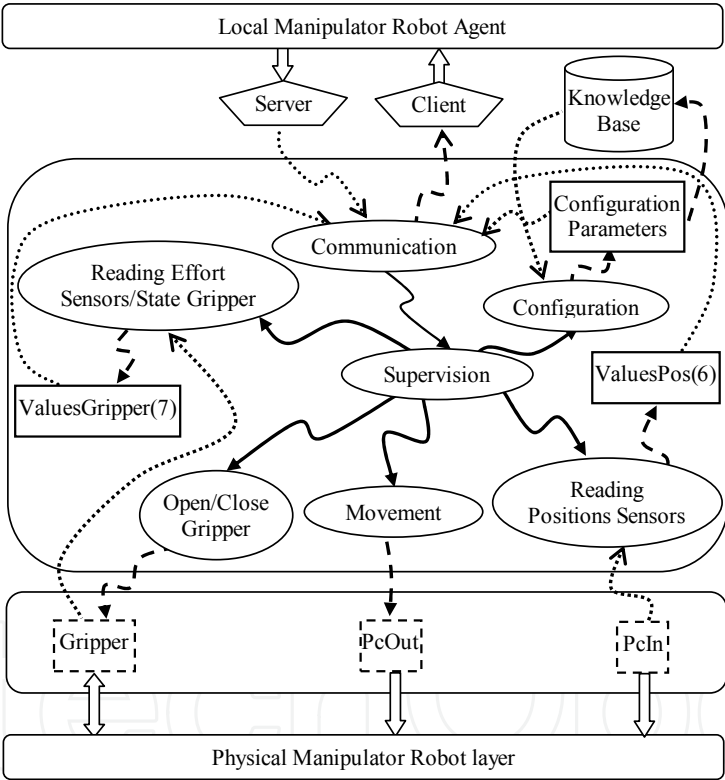 Local Manipulator Robot Agent
Server
Client
Knowledge
Base
Configuration
Parameters
Communication
Reading Effort
Sensors/State Gripper
Configuration
Supervision
ValuesPos(6)
ValuesGripper(7)
Open/Close
Gripper
Movement
Reading
Positions Sensors
Gripper
PcOut
PcIn
Physical Manipulator Robot layer